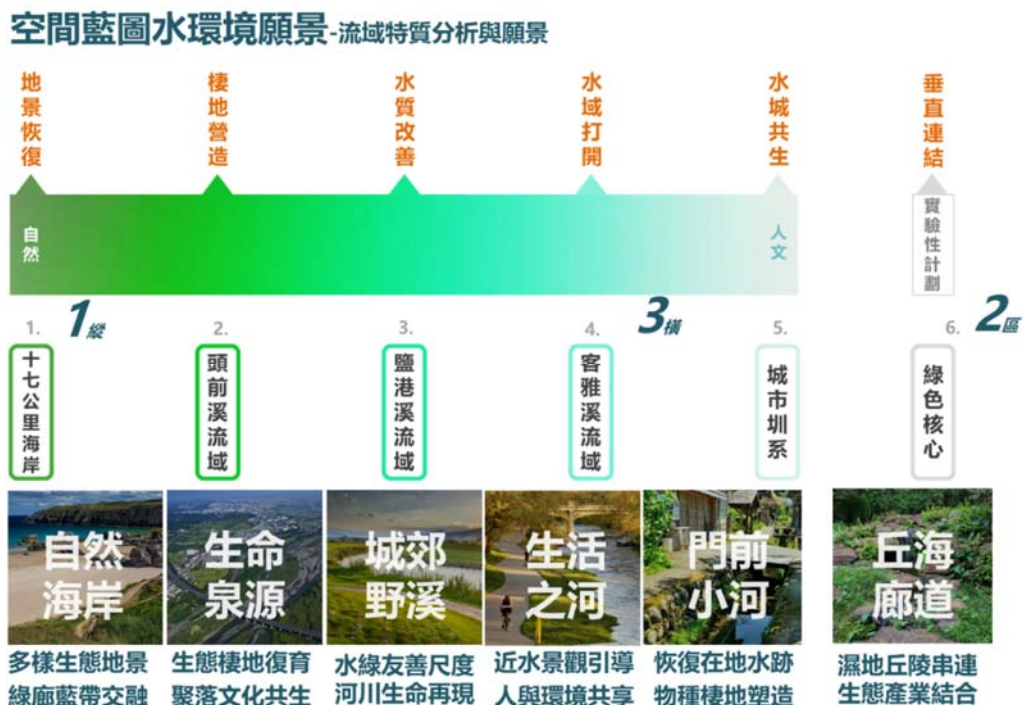 空間藍圖水環境願景-流域特質分析與願景
地景恢復
棲地營造
水質改善
水域打開
水城共生
垂直連結
自然
人文
實驗性計劃
1縱
3橫
2區
1.
2.
3.
4.
5.
6.
十七公里海岸
頭前溪流域
鹽港溪流域
客雅溪流域
城市圳系
綠色核心
自然
海岸
生命
泉源
城郊
野溪
生活
之河
門前
小河
丘海
廊道
多樣生態地景
綠廊藍帶交融
生態棲地復育
聚落文化共生
水綠友善尺度
河川生命再現
近水景觀引導
人與環境共享
恢復在地水跡
物種棲地塑造
濕地丘陵串連
生態產業結合